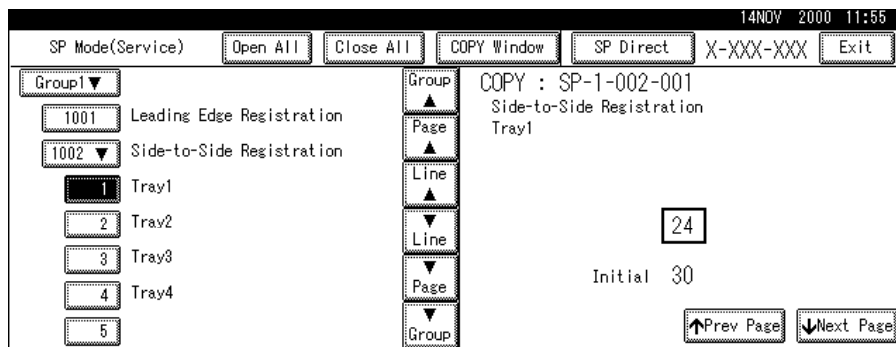 14NOV 2000 11:55
SP Mode(Service) Open All Close All COPY Window SP Direct X-XXX-XXX Exit
Group1▼
1001 Leading Edge Registration
1002 ▼ Side-to-Side Registration
1 Tray1
2 Tray2
3 Tray3
4 Tray4
5
Group
▲
Page
▲
Line
▲
▼
Line
▼
Page
▼
Group
COPY : SP-1-002-001
Side-to-Side Registration
Tray1
24
Initial 30
↑Prev Page ↓Next Page